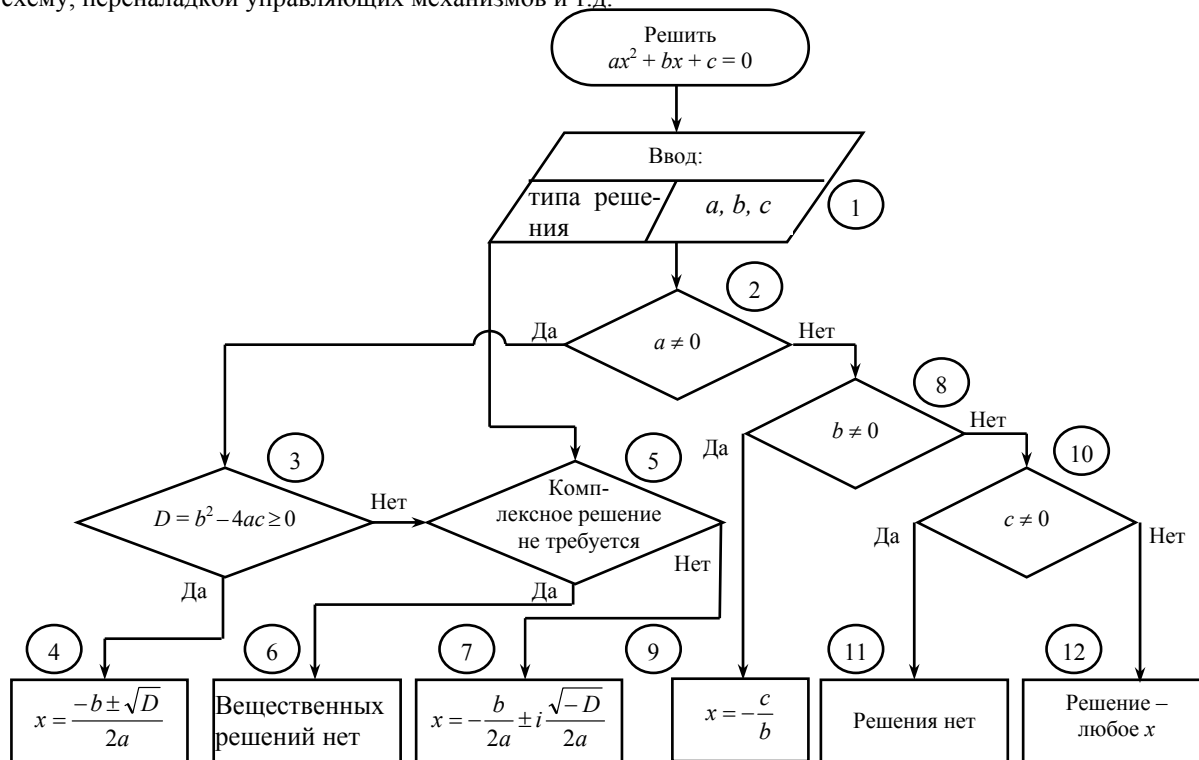 схему, переналадкой управляющих механизмов и т.д.
Решить
ax² + bx + c = 0
Ввод:
типа реше-
ния
a, b, c
1
2
Да
a ≠ 0
Нет
8
Да
b ≠ 0
Нет
3
5
10
D = b² – 4ac ≥ 0
Нет
Комп-
лексное решение
не требуется
Нет
Да
c ≠ 0
Нет
Да
Да
4
6
7
9
11
12
x = (−b ± √D) / 2a
Вещественных
решений нет
x = − b/2a ± i √−D / 2a
x = − c/b
Решения нет
Решение –
любое x